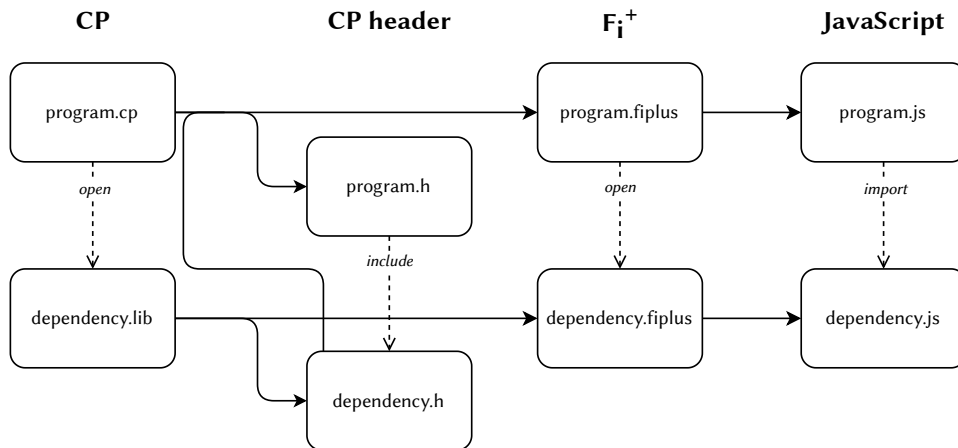 CP
CP header
Fi+
JavaScript
program.cp
program.fiplus
program.js
open
program.h
open
import
include
dependency.lib
dependency.fiplus
dependency.js
dependency.h